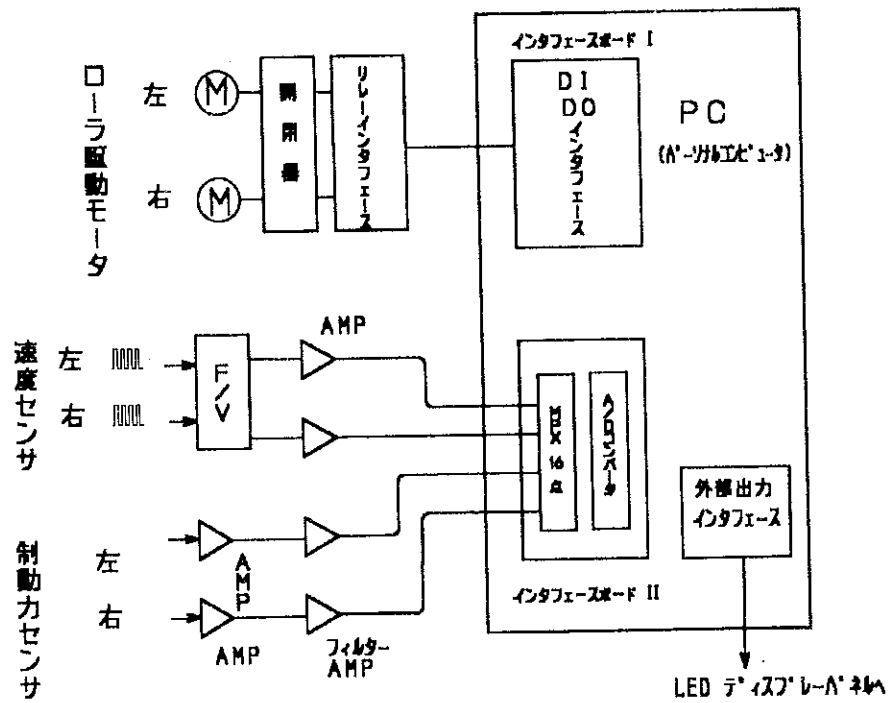 ローラ駆動モータ
左
M
右
M
開閉器
リレーインタフェース
インタフェースボード I
DI
DO
インタフェース
PC
(パーソナルコンピュータ)
速度センサ
左
右
F/V
AMP
MPX 16点
A/Dコンバータ
外部出力
インタフェース
インタフェースボード II
制動力センサ
左
右
AMP
AMP
フィルター
AMP
LED ディスプレーパネルへ